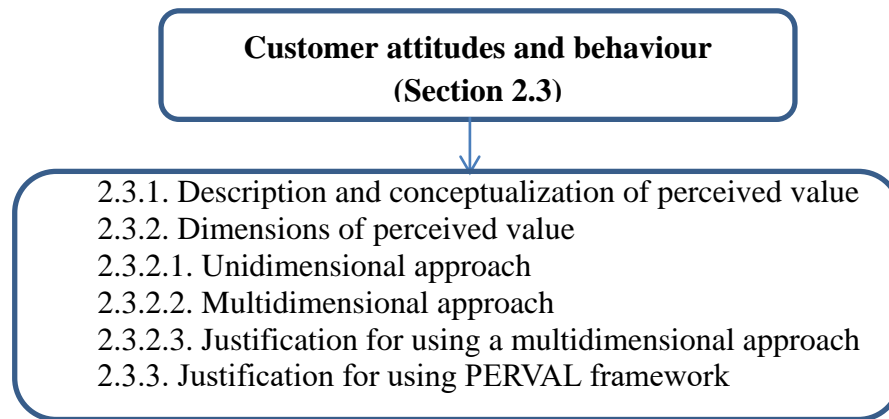 Customer attitudes and behaviour
(Section 2.3)
2.3.1. Description and conceptualization of perceived value
2.3.2. Dimensions of perceived value
2.3.2.1. Unidimensional approach
2.3.2.2. Multidimensional approach
2.3.2.3. Justification for using a multidimensional approach
2.3.3. Justification for using PERVAL framework